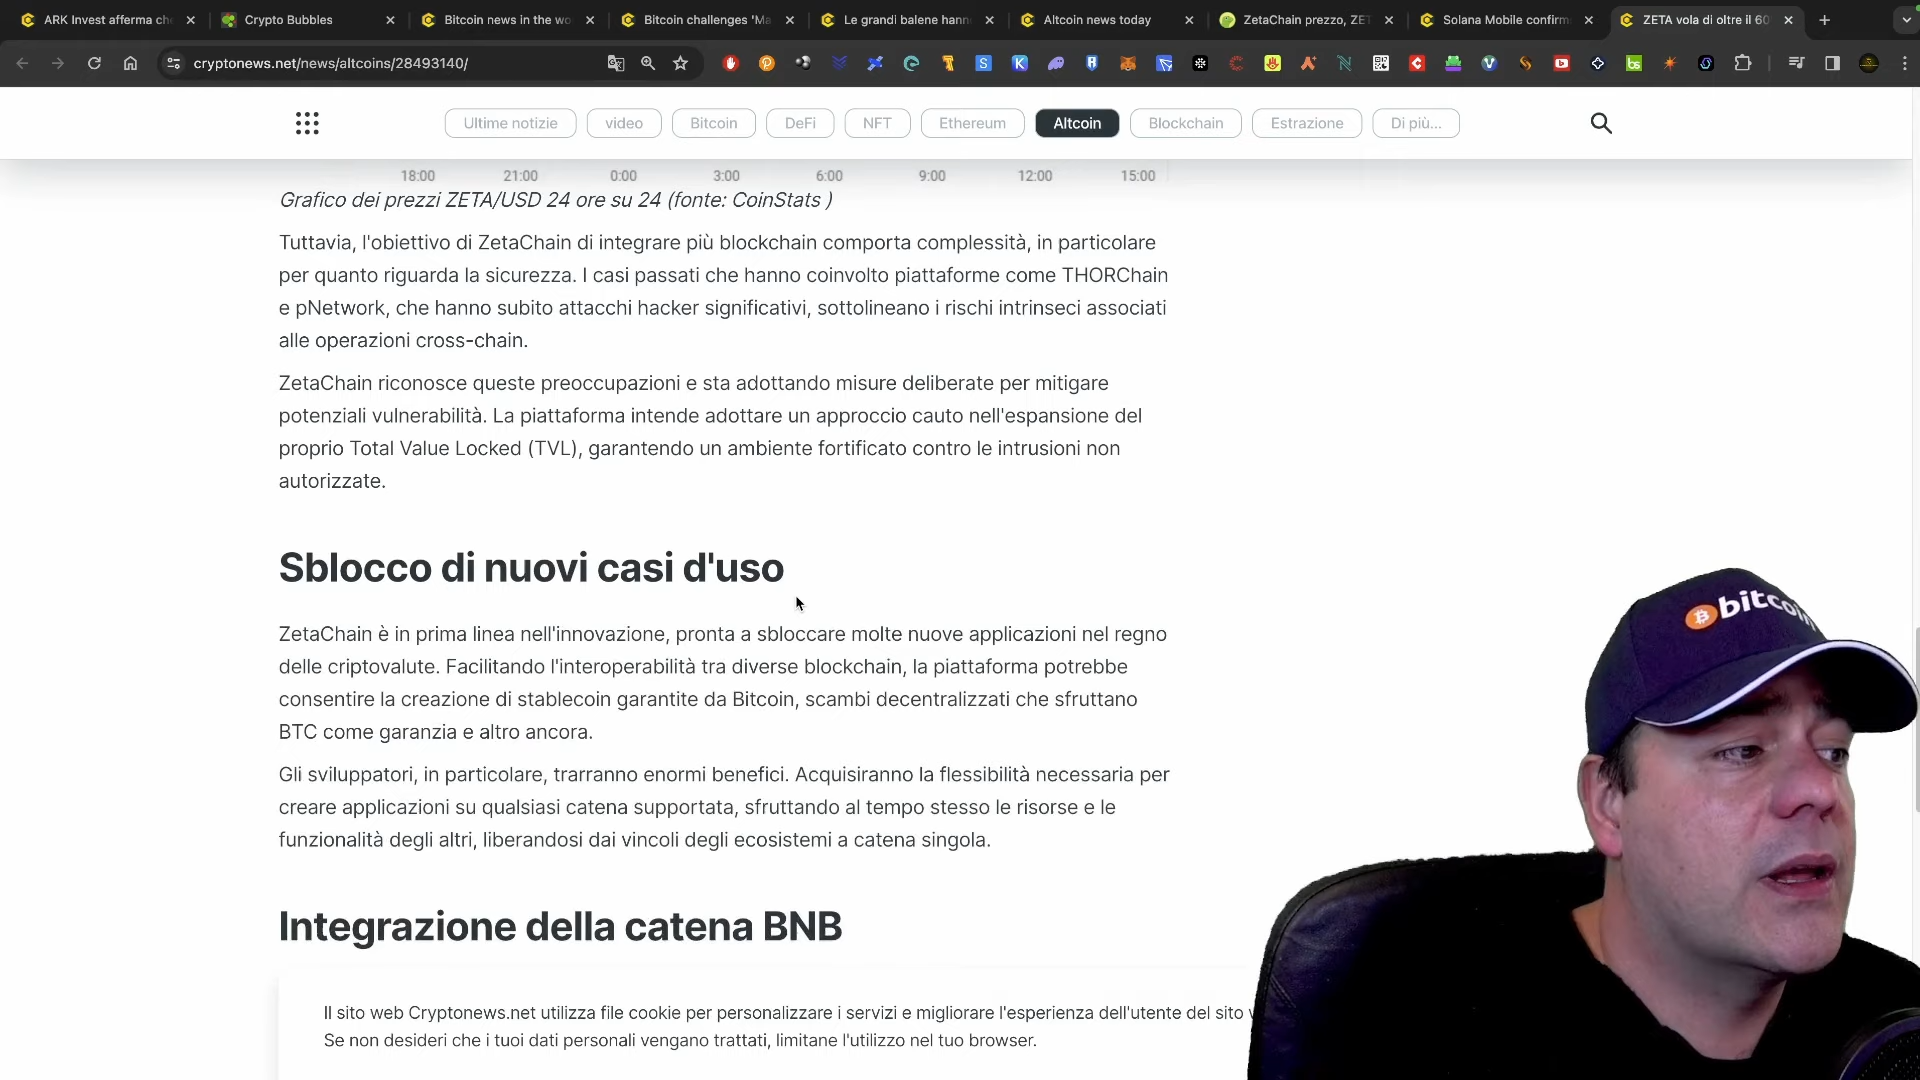 ARK Invest afferma ch
Crypto Bubbles
Bitcoin news in the wo
Bitcoin challenges 'Ma
Le grandi balene hann
Altcoin news today
ZetaChain prezzo, ZET
Solana Mobile conferm
ZETA vola di oltre il 60
cryptonews.net/news/altcoins/28493140/
Ultime notizie
video
Bitcoin
DeFi
NFT
Ethereum
Altcoin
Blockchain
Estrazione
Di più...
18:00 21:00 0:00 3:00 6:00 9:00 12:00 15:00
Grafico dei prezzi ZETA/USD 24 ore su 24 (fonte: CoinStats )
Tuttavia, l'obiettivo di ZetaChain di integrare più blockchain comporta complessità, in particolare
per quanto riguarda la sicurezza. I casi passati che hanno coinvolto piattaforme come THORChain
e pNetwork, che hanno subito attacchi hacker significativi, sottolineano i rischi intrinseci associati
alle operazioni cross-chain.
ZetaChain riconosce queste preoccupazioni e sta adottando misure deliberate per mitigare
potenziali vulnerabilità. La piattaforma intende adottare un approccio cauto nell'espansione del
proprio Total Value Locked (TVL), garantendo un ambiente fortificato contro le intrusioni non
autorizzate.
Sblocco di nuovi casi d'uso
ZetaChain è in prima linea nell'innovazione, pronta a sbloccare molte nuove applicazioni nel regno
delle criptovalute. Facilitando l'interoperabilità tra diverse blockchain, la piattaforma potrebbe
consentire la creazione di stablecoin garantite da Bitcoin, scambi decentralizzati che sfruttano
BTC come garanzia e altro ancora.
Gli sviluppatori, in particolare, trarranno enormi benefici. Acquisiranno la flessibilità necessaria per
creare applicazioni su qualsiasi catena supportata, sfruttando al tempo stesso le risorse e le
funzionalità degli altri, liberandosi dai vincoli degli ecosistemi a catena singola.
Integrazione della catena BNB
Il sito web Cryptonews.net utilizza file cookie per personalizzare i servizi e migliorare l'esperienza dell'utente del sito
Se non desideri che i tuoi dati personali vengano trattati, limitane l'utilizzo nel tuo browser.
bitcoin